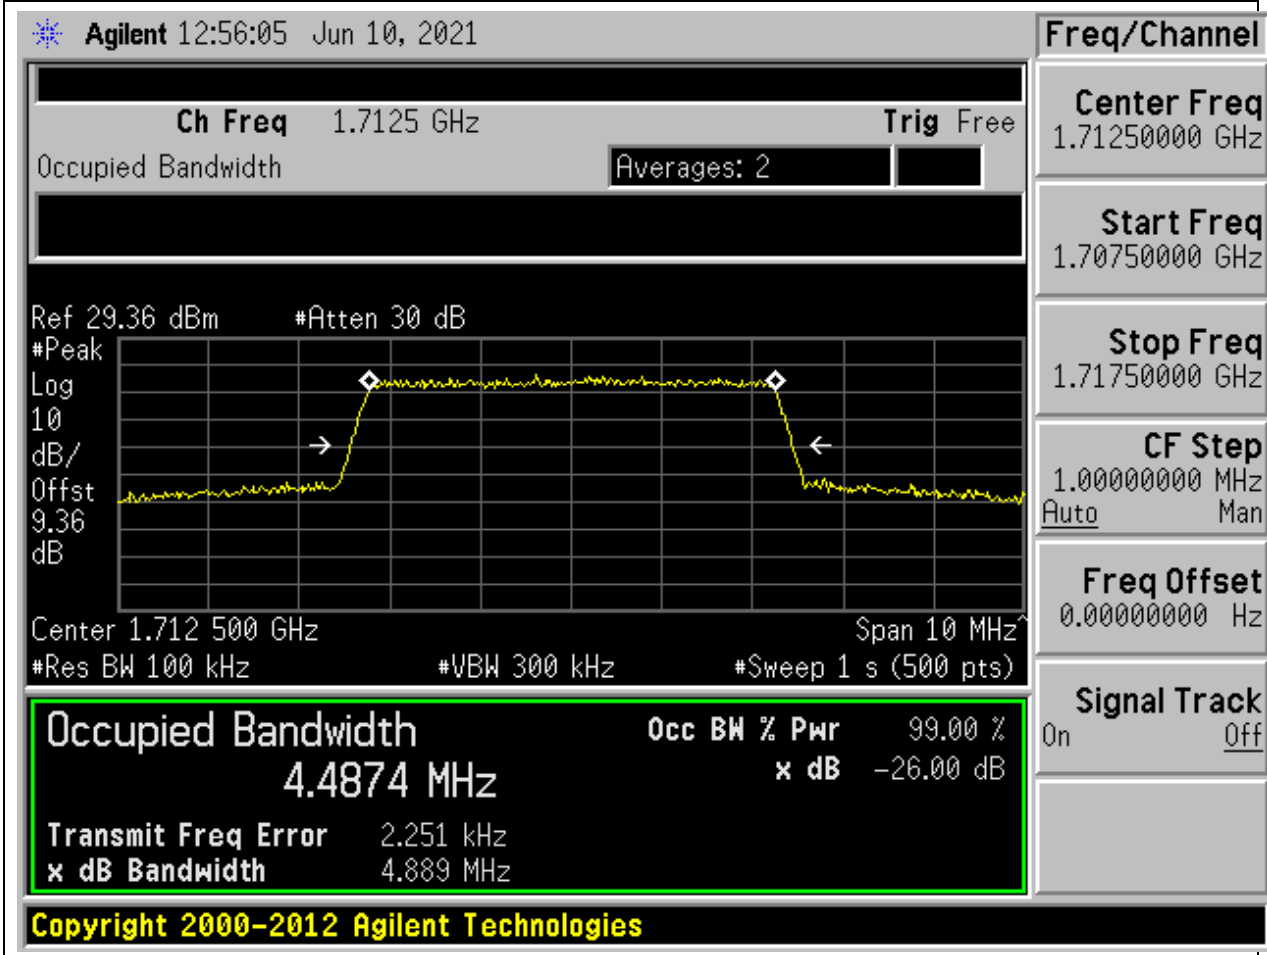 Agilent 12:56:05 Jun 10, 2021
Ch Freq 1.7125 GHz Trig Free
Occupied Bandwidth Averages: 2
Ref 29.36 dBm #Atten 30 dB
#Peak
Log
10
dB/
Offst
9.36
dB
Center 1.712 500 GHz Span 10 MHz^
#Res BW 100 kHz #VBW 300 kHz #Sweep 1 s (500 pts)
Occupied Bandwidth Occ BW % Pwr 99.00 %
4.4874 MHz x dB -26.00 dB
Transmit Freq Error 2.251 kHz
x dB Bandwidth 4.889 MHz
Copyright 2000-2012 Agilent Technologies
Freq/Channel
Center Freq
1.71250000 GHz
Start Freq
1.70750000 GHz
Stop Freq
1.71750000 GHz
CF Step
1.00000000 MHz
Auto Man
Freq Offset
0.00000000 Hz
Signal Track
On Off